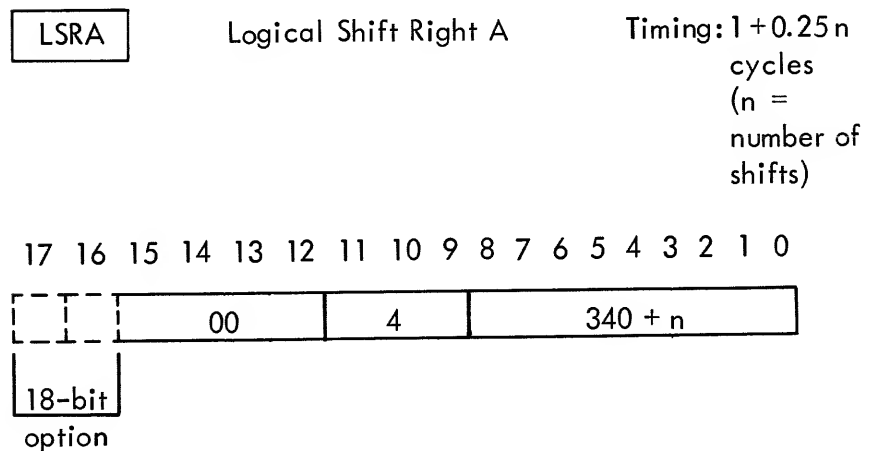 LSRA Logical Shift Right A Timing: 1+0.25n
cycles
(n =
number of
shifts)
17 16 15 14 13 12 11 10 9 8 7 6 5 4 3 2 1 0
00 4 340 + n
18-bit
option